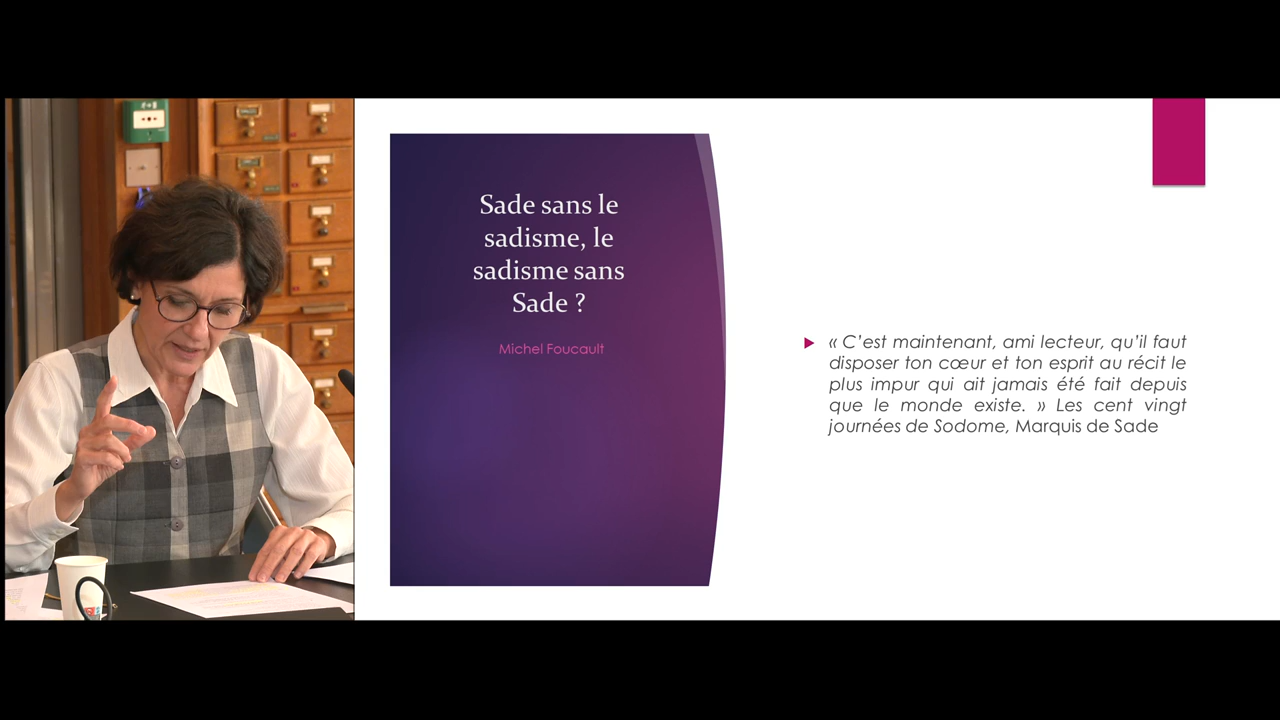 Sade sans le
sadisme, le
sadisme sans
Sade ?
Michel Foucault
« C’est maintenant, ami lecteur, qu’il faut
disposer ton cœur et ton esprit au récit le
plus impur qui ait jamais été fait depuis
que le monde existe. » Les cent vingt
journées de Sodome, Marquis de Sade